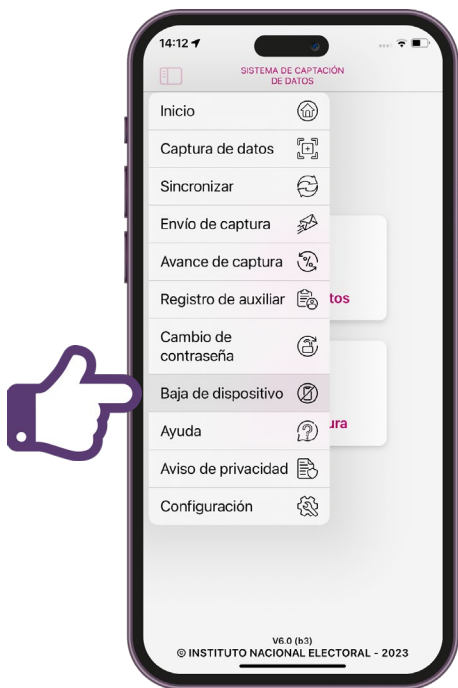 14:12
SISTEMA DE CAPTACIÓN
DE DATOS
Inicio
Captura de datos
Sincronizar
Envío de captura
Avance de captura
Registro de auxiliar
tos
Cambio de
contraseña
Baja de dispositivo
Ayuda
ura
Aviso de privacidad
Configuración
V6.0 (b3)
© INSTITUTO NACIONAL ELECTORAL - 2023